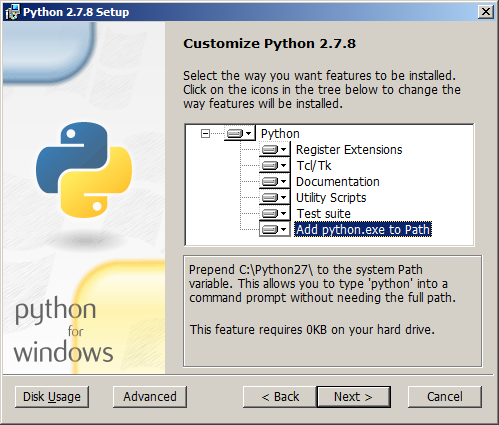 Python 2.7.8 Setup
Customize Python 2.7.8
Select the way you want features to be installed.
Click on the icons in the tree below to change the
way features will be installed.
Python
Register Extensions
Tcl/Tk
Documentation
Utility Scripts
Test suite
Add python.exe to Path
Prepend C:\Python27\ to the system Path
variable. This allows you to type 'python' into a
command prompt without needing the full path.
This feature requires 0KB on your hard drive.
python
for
windows
Disk Usage
Advanced
< Back
Next >
Cancel